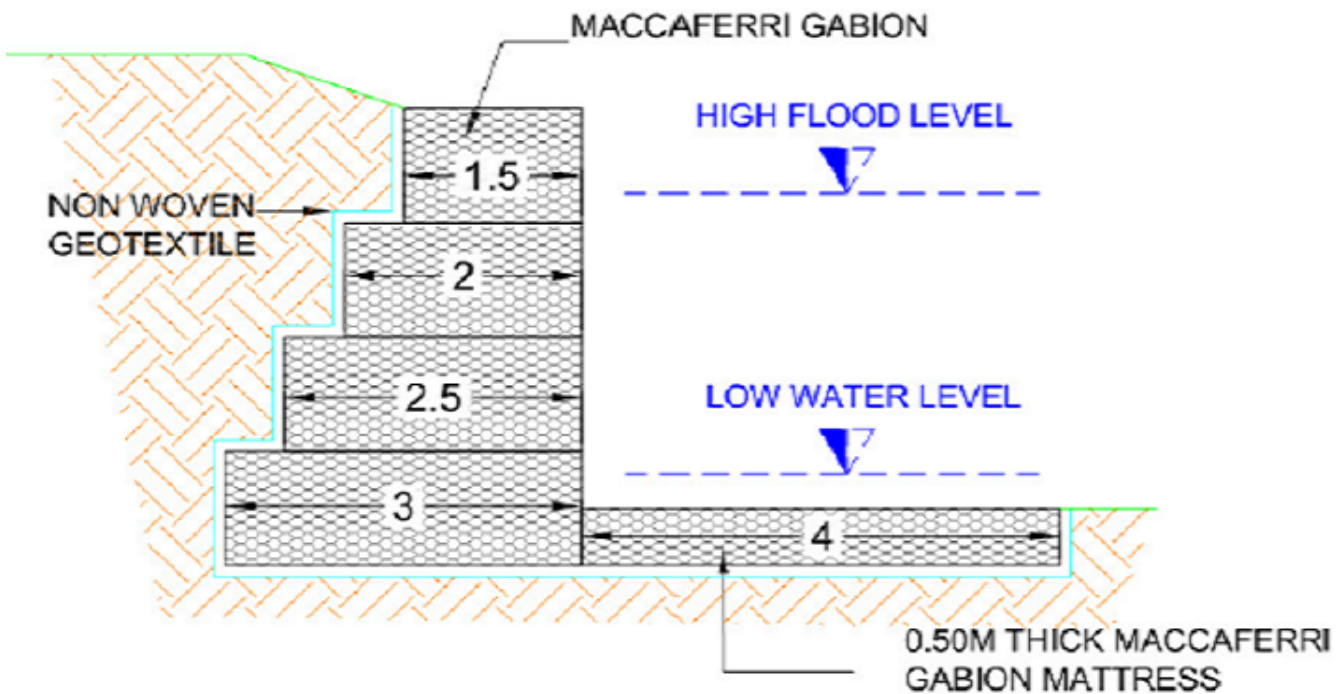 MACCAFERRI GABION
HIGH FLOOD LEVEL
1.5
NON WOVEN
GEOTEXTILE
2
LOW WATER LEVEL
2.5
3
4
0.50M THICK MACCAFERRI
GABION MATTRESS